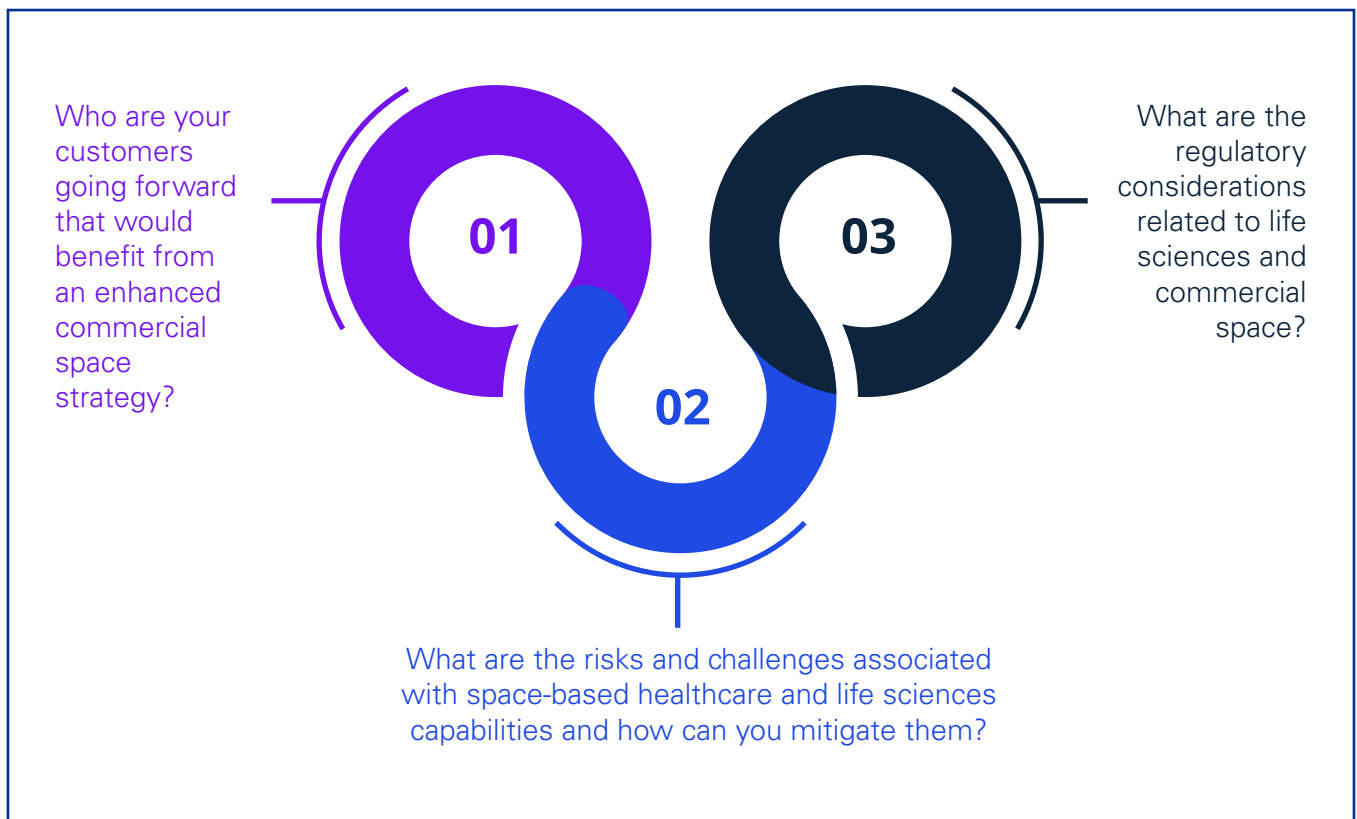 01
Who are your
customers
going forward
that would
benefit from
an enhanced
commercial
space
strategy?
02
What are the risks and challenges associated
with space-based healthcare and life sciences
capabilities and how can you mitigate them?
03
What are the
regulatory
considerations
related to life
sciences and
commercial
space?